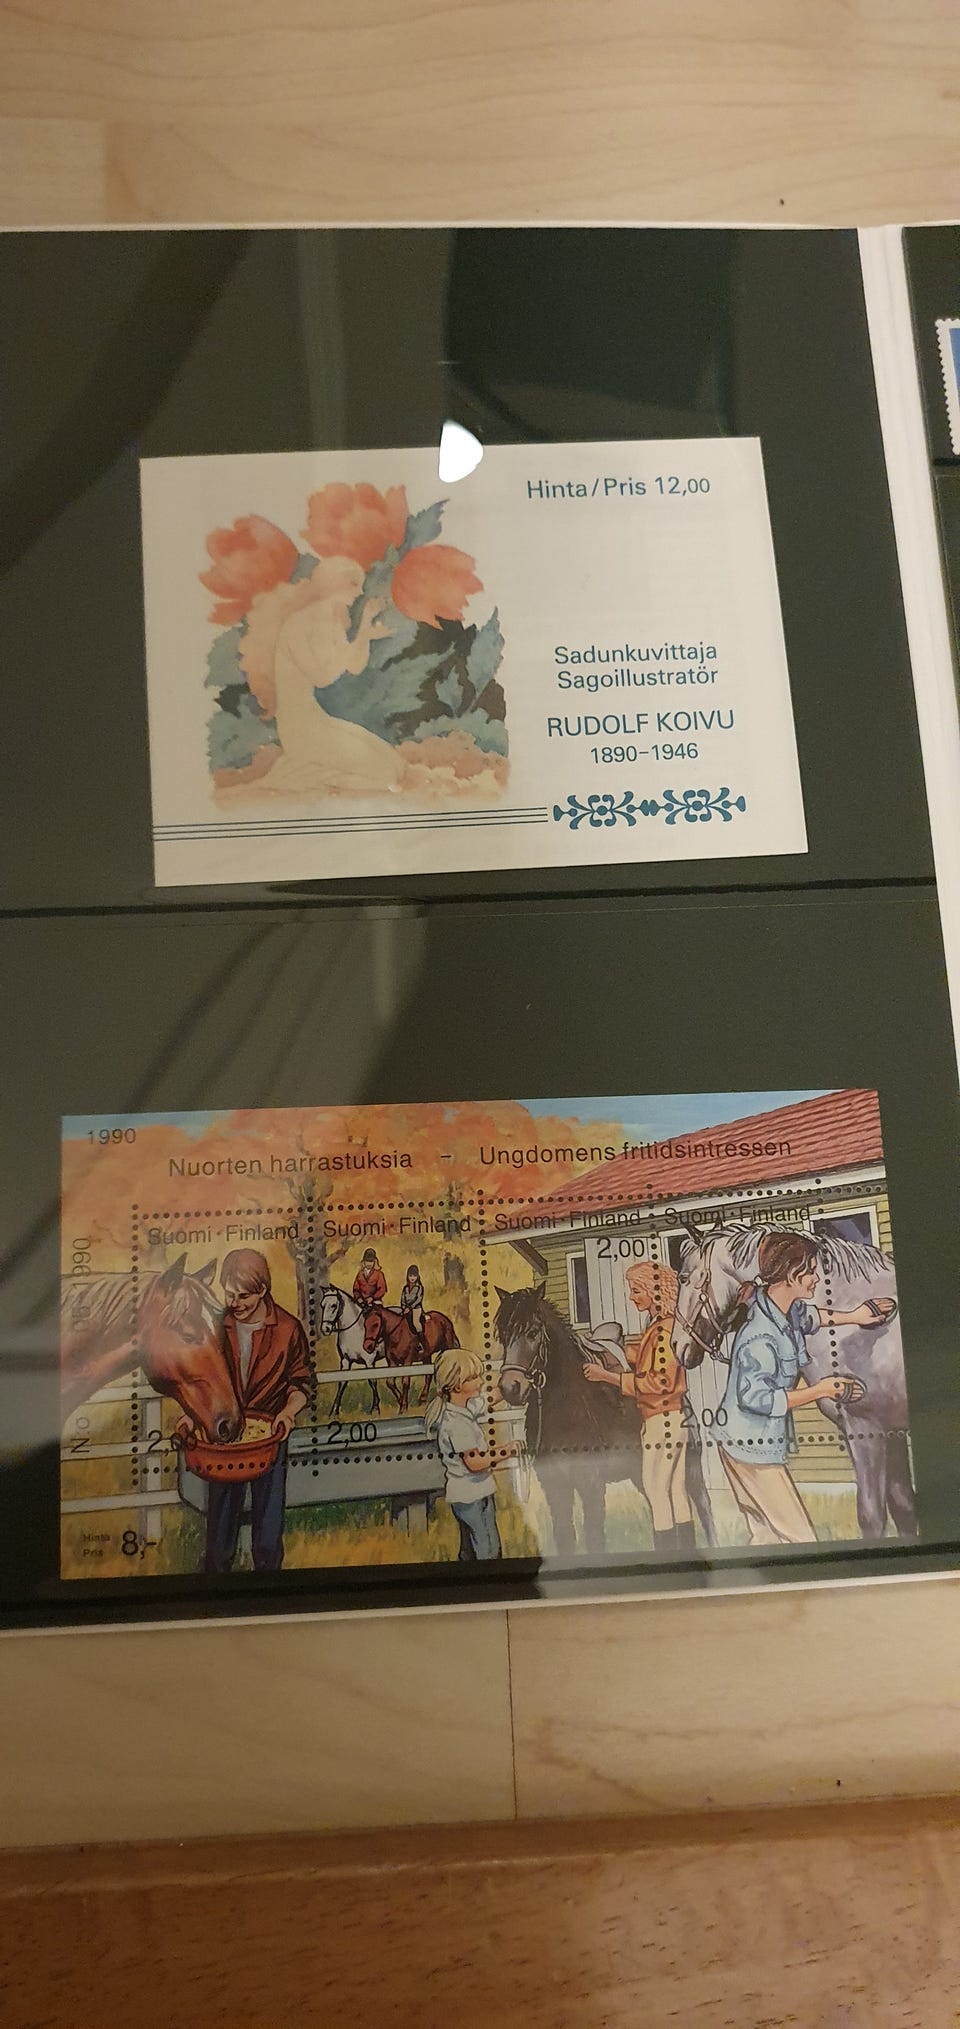 Hinta/Pris 12,00
Sadunkuvittaja
Sagoillustratör
RUDOLF KOIVU
1890-1946
1990
Nuorten harrastuksia - Ungdomens fritidsintressen
Suomi·Finland Suomi·Finland Suomi·Finland Suomi·Finland
2,00
2,00
2,00
2,00
N:o
Hinta
Pris 8,-